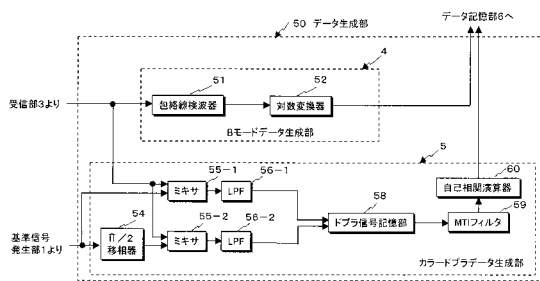 データ記憶部6へ
50 データ生成部
4
51
52
受信部3より
包絡線検波器
対数変換器
Bモードデータ生成部
5
55-1
56-1
60
ミキサ
LPF
自己相関演算器
54
55-2
56-2
58
59
基準信号
発生部1より
π/2
移相器
ミキサ
LPF
ドプラ信号記憶部
MTIフィルタ
カラードプラデータ生成部